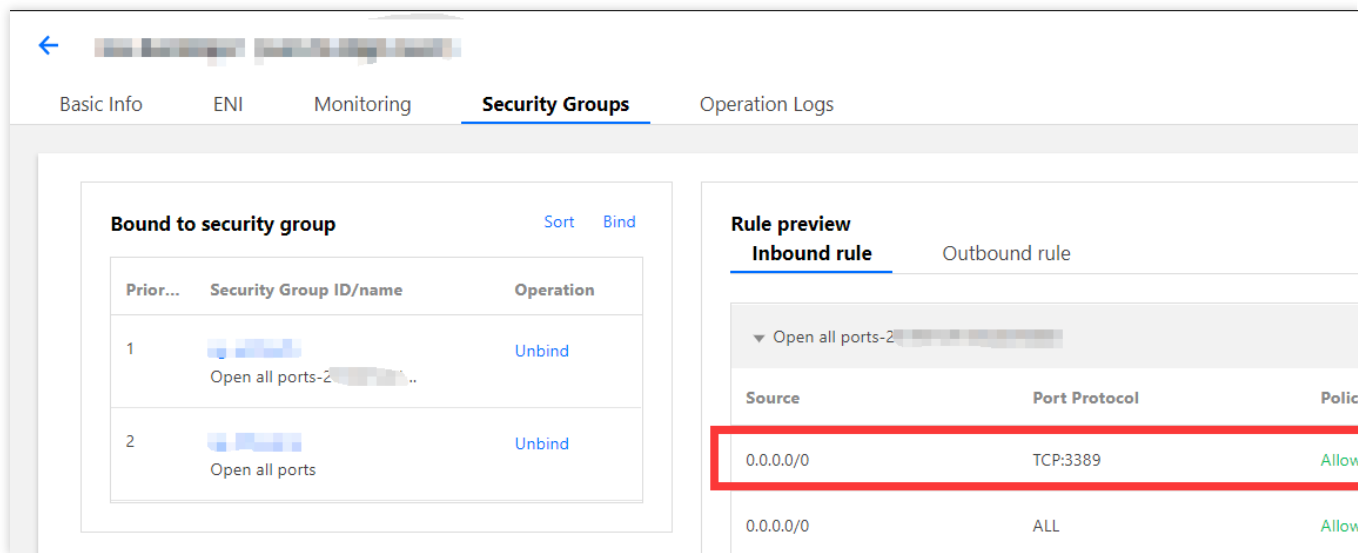 Basic Info ENI Monitoring Security Groups Operation Logs
Bound to security group Sort Bind
Prior... Security Group ID/name Operation
1 Unbind
Open all ports-2 ...
2 Unbind
Open all ports
Rule preview
Inbound rule Outbound rule
Open all ports-2
Source Port Protocol Polic
0.0.0.0/0 TCP:3389 Allow
0.0.0.0/0 ALL Allow